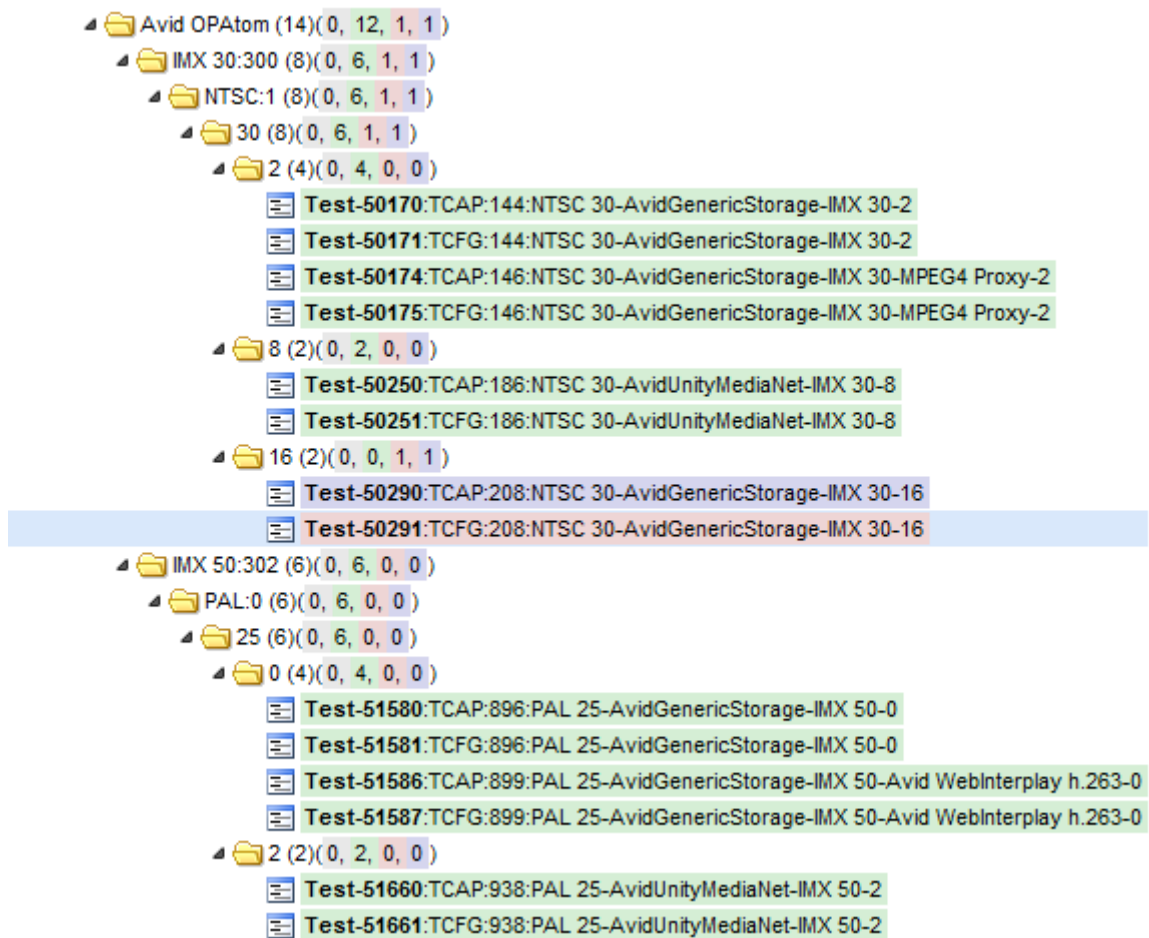 Avid OPAtom (14)( 0, 12, 1, 1 )
IMX 30:300 (8)( 0, 6, 1, 1 )
NTSC:1 (8)( 0, 6, 1, 1 )
30 (8)( 0, 6, 1, 1 )
2 (4)( 0, 4, 0, 0 )
Test-50170:TCAP:144:NTSC 30-AvidGenericStorage-IMX 30-2
Test-50171:TCFG:144:NTSC 30-AvidGenericStorage-IMX 30-2
Test-50174:TCAP:146:NTSC 30-AvidGenericStorage-IMX 30-MPEG4 Proxy-2
Test-50175:TCFG:146:NTSC 30-AvidGenericStorage-IMX 30-MPEG4 Proxy-2
8 (2)( 0, 2, 0, 0 )
Test-50250:TCAP:186:NTSC 30-AvidUnityMediaNet-IMX 30-8
Test-50251:TCFG:186:NTSC 30-AvidUnityMediaNet-IMX 30-8
16 (2)( 0, 0, 1, 1 )
Test-50290:TCAP:208:NTSC 30-AvidGenericStorage-IMX 30-16
Test-50291:TCFG:208:NTSC 30-AvidGenericStorage-IMX 30-16
IMX 50:302 (6)( 0, 6, 0, 0 )
PAL:0 (6)( 0, 6, 0, 0 )
25 (6)( 0, 6, 0, 0 )
0 (4)( 0, 4, 0, 0 )
Test-51580:TCAP:896:PAL 25-AvidGenericStorage-IMX 50-0
Test-51581:TCFG:896:PAL 25-AvidGenericStorage-IMX 50-0
Test-51586:TCAP:899:PAL 25-AvidGenericStorage-IMX 50-Avid WebInterplay h.263-0
Test-51587:TCFG:899:PAL 25-AvidGenericStorage-IMX 50-Avid WebInterplay h.263-0
2 (2)( 0, 2, 0, 0 )
Test-51660:TCAP:938:PAL 25-AvidUnityMediaNet-IMX 50-2
Test-51661:TCFG:938:PAL 25-AvidUnityMediaNet-IMX 50-2